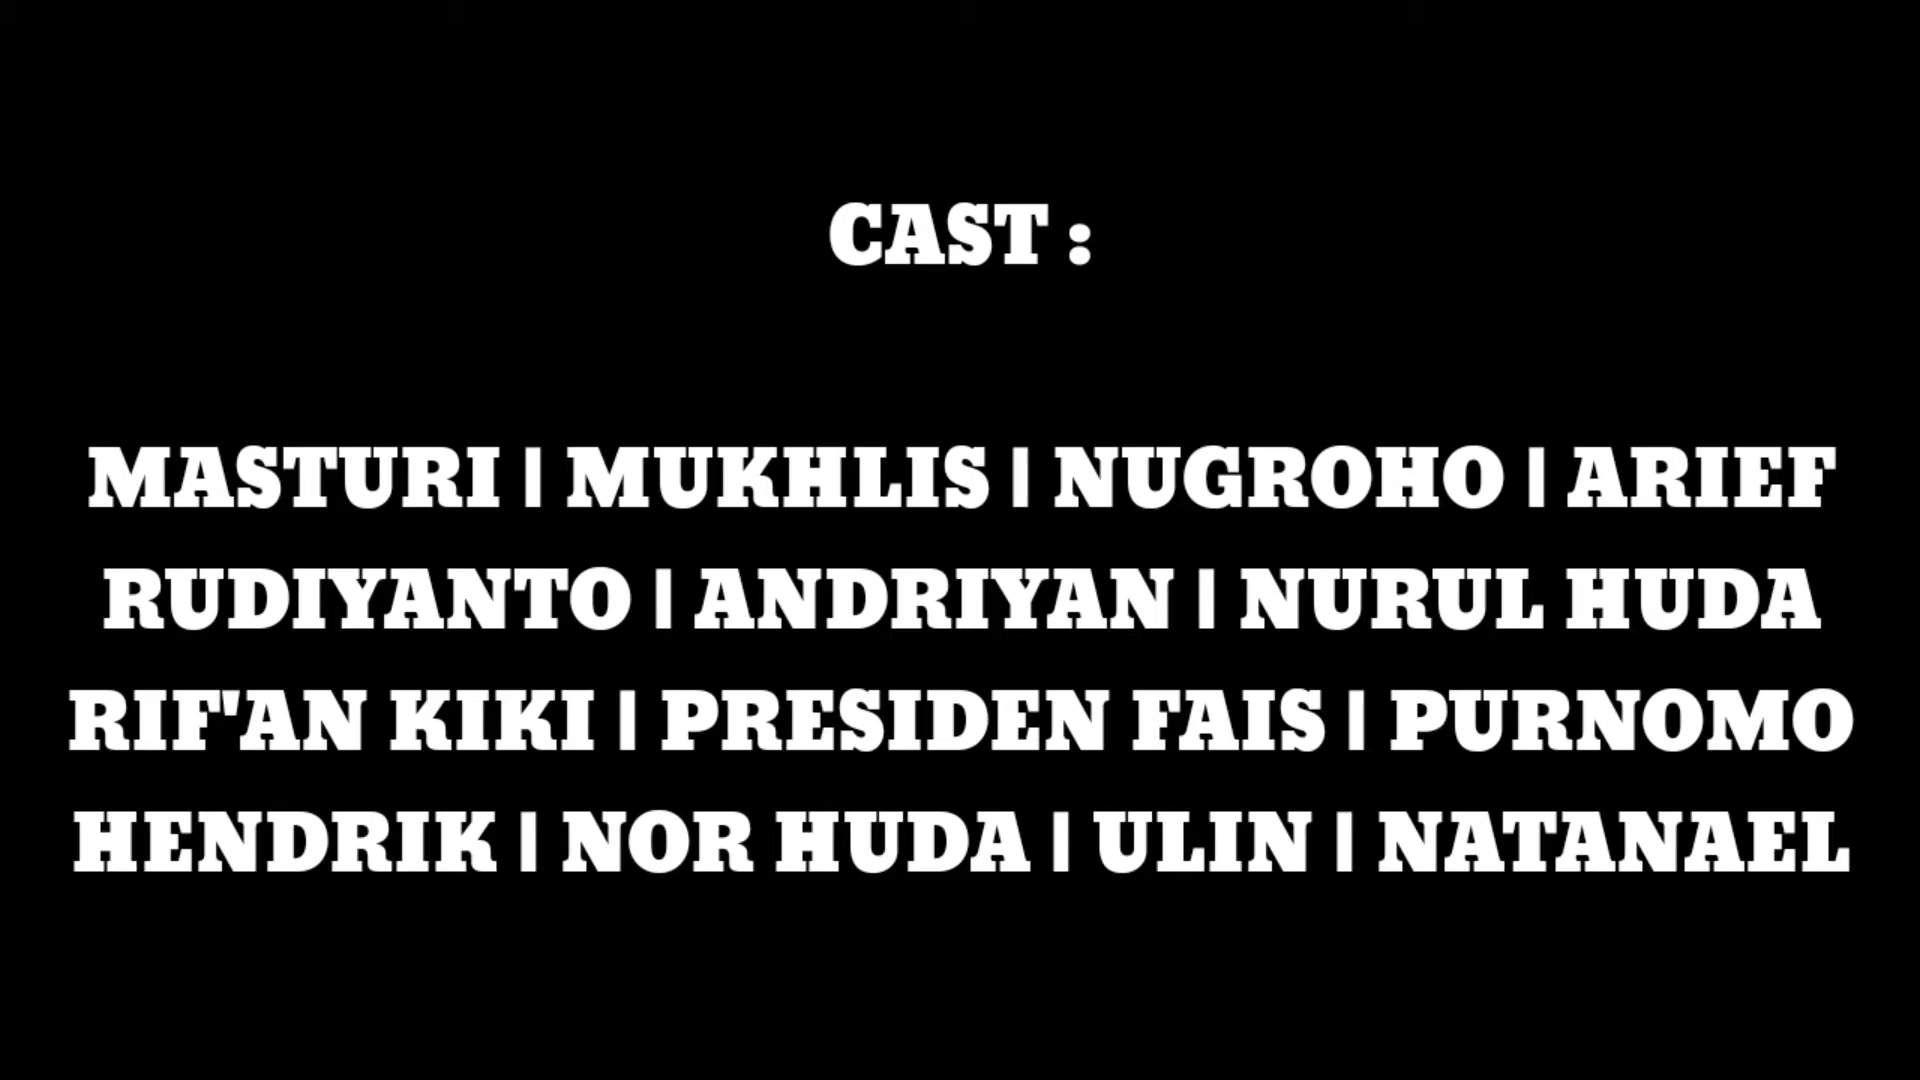 CAST :
MASTURI | MUKHLIS | NUGROHO | ARIEF
RUDIYANTO | ANDRIYAN | NURUL HUDA
RIF'AN KIKI | PRESIDEN FAIS | PURNOMO
HENDRIK | NOR HUDA | ULIN | NATANAEL